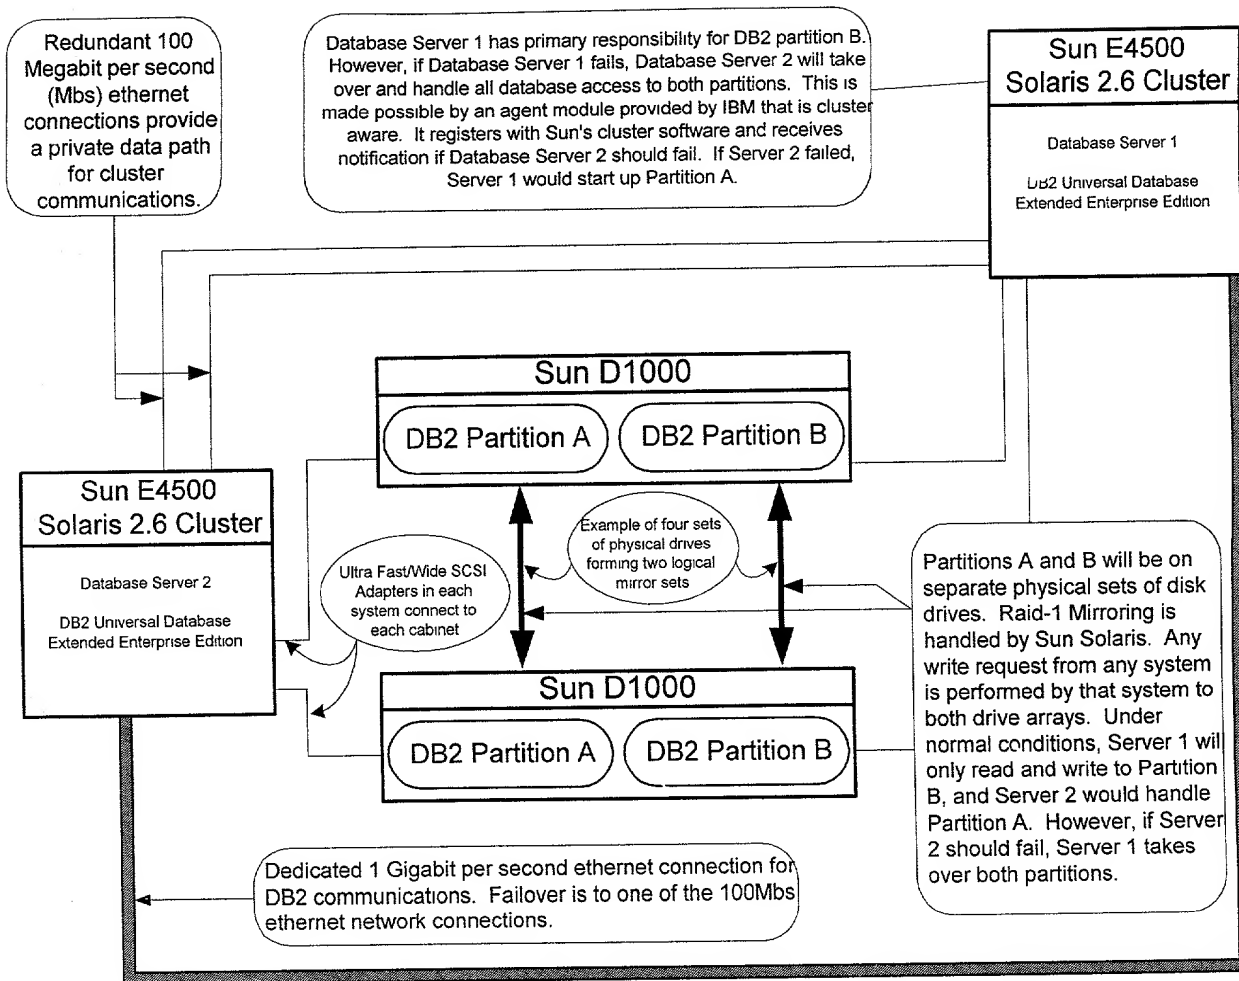 Redundant 100
Megabit per second
(Mbs) ethernet
connections provide
a private data path
for cluster
communications.
Database Server 1 has primary responsibility for DB2 partition B.
However, if Database Server 1 fails, Database Server 2 will take
over and handle all database access to both partitions. This is
made possible by an agent module provided by IBM that is cluster
aware. It registers with Sun's cluster software and receives
notification if Database Server 2 should fail. If Server 2 failed,
Server 1 would start up Partition A.
Sun E4500
Solaris 2.6 Cluster
Database Server 1
DB2 Universal Database
Extended Enterprise Edition
Sun D1000
DB2 Partition A
DB2 Partition B
Sun E4500
Solaris 2.6 Cluster
Database Server 2
DB2 Universal Database
Extended Enterprise Edition
Ultra Fast/Wide SCSI
Adapters in each
system connect to
each cabinet
Example of four sets
of physical drives
forming two logical
mirror sets
Sun D1000
DB2 Partition A
DB2 Partition B
Partitions A and B will be on
separate physical sets of disk
drives. Raid-1 Mirroring is
handled by Sun Solaris. Any
write request from any system
is performed by that system to
both drive arrays. Under
normal conditions, Server 1 will
only read and write to Partition
B, and Server 2 would handle
Partition A. However, if Server
2 should fail, Server 1 takes
over both partitions.
Dedicated 1 Gigabit per second ethernet connection for
DB2 communications. Failover is to one of the 100Mbs
ethernet network connections.